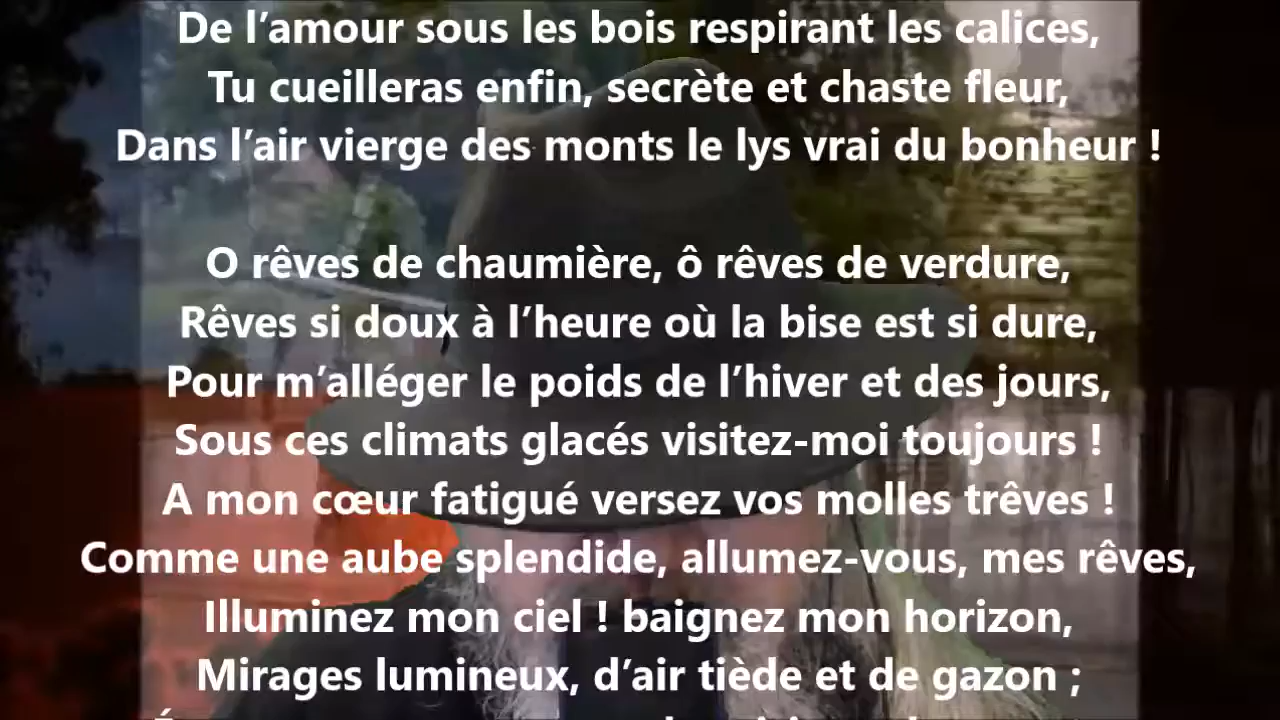 De l’amour sous les bois respirant les calices,
Tu cueilleras enfin, secrète et chaste fleur,
Dans l’air vierge des monts le lys vrai du bonheur !
O rêves de chaumière, ô rêves de verdure,
Rêves si doux à l’heure où la bise est si dure,
Pour m’alléger le poids de l’hiver et des jours,
Sous ces climats glacés visitez-moi toujours !
A mon cœur fatigué versez vos molles trêves !
Comme une aube splendide, allumez-vous, mes rêves,
Illuminez mon ciel ! baignez mon horizon,
Mirages lumineux, d’air tiède et de gazon ;